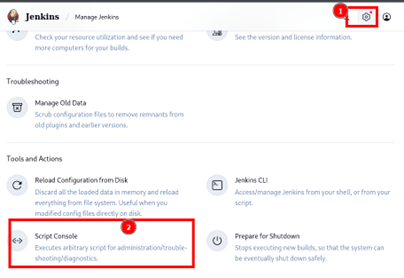 Jenkins / Manage Jenkins
1
Check your resource utilization and see if you need
more computers for your builds.
See the version and license information.
Troubleshooting
Manage Old Data
Scrub configuration files to remove remnants from
old plugins and earlier versions.
Tools and Actions
Reload Configuration from Disk
Discard all the loaded data in memory and reload
everything from file system. Useful when you
modified config files directly on disk.
Jenkins CLI
Access/manage Jenkins from your shell, or from your
script.
2
Script Console
Executes arbitrary script for administration/trouble-
shooting/diagnostics.
Prepare for Shutdown
Stops executing new builds, so that the system can
be eventually shut down safely.